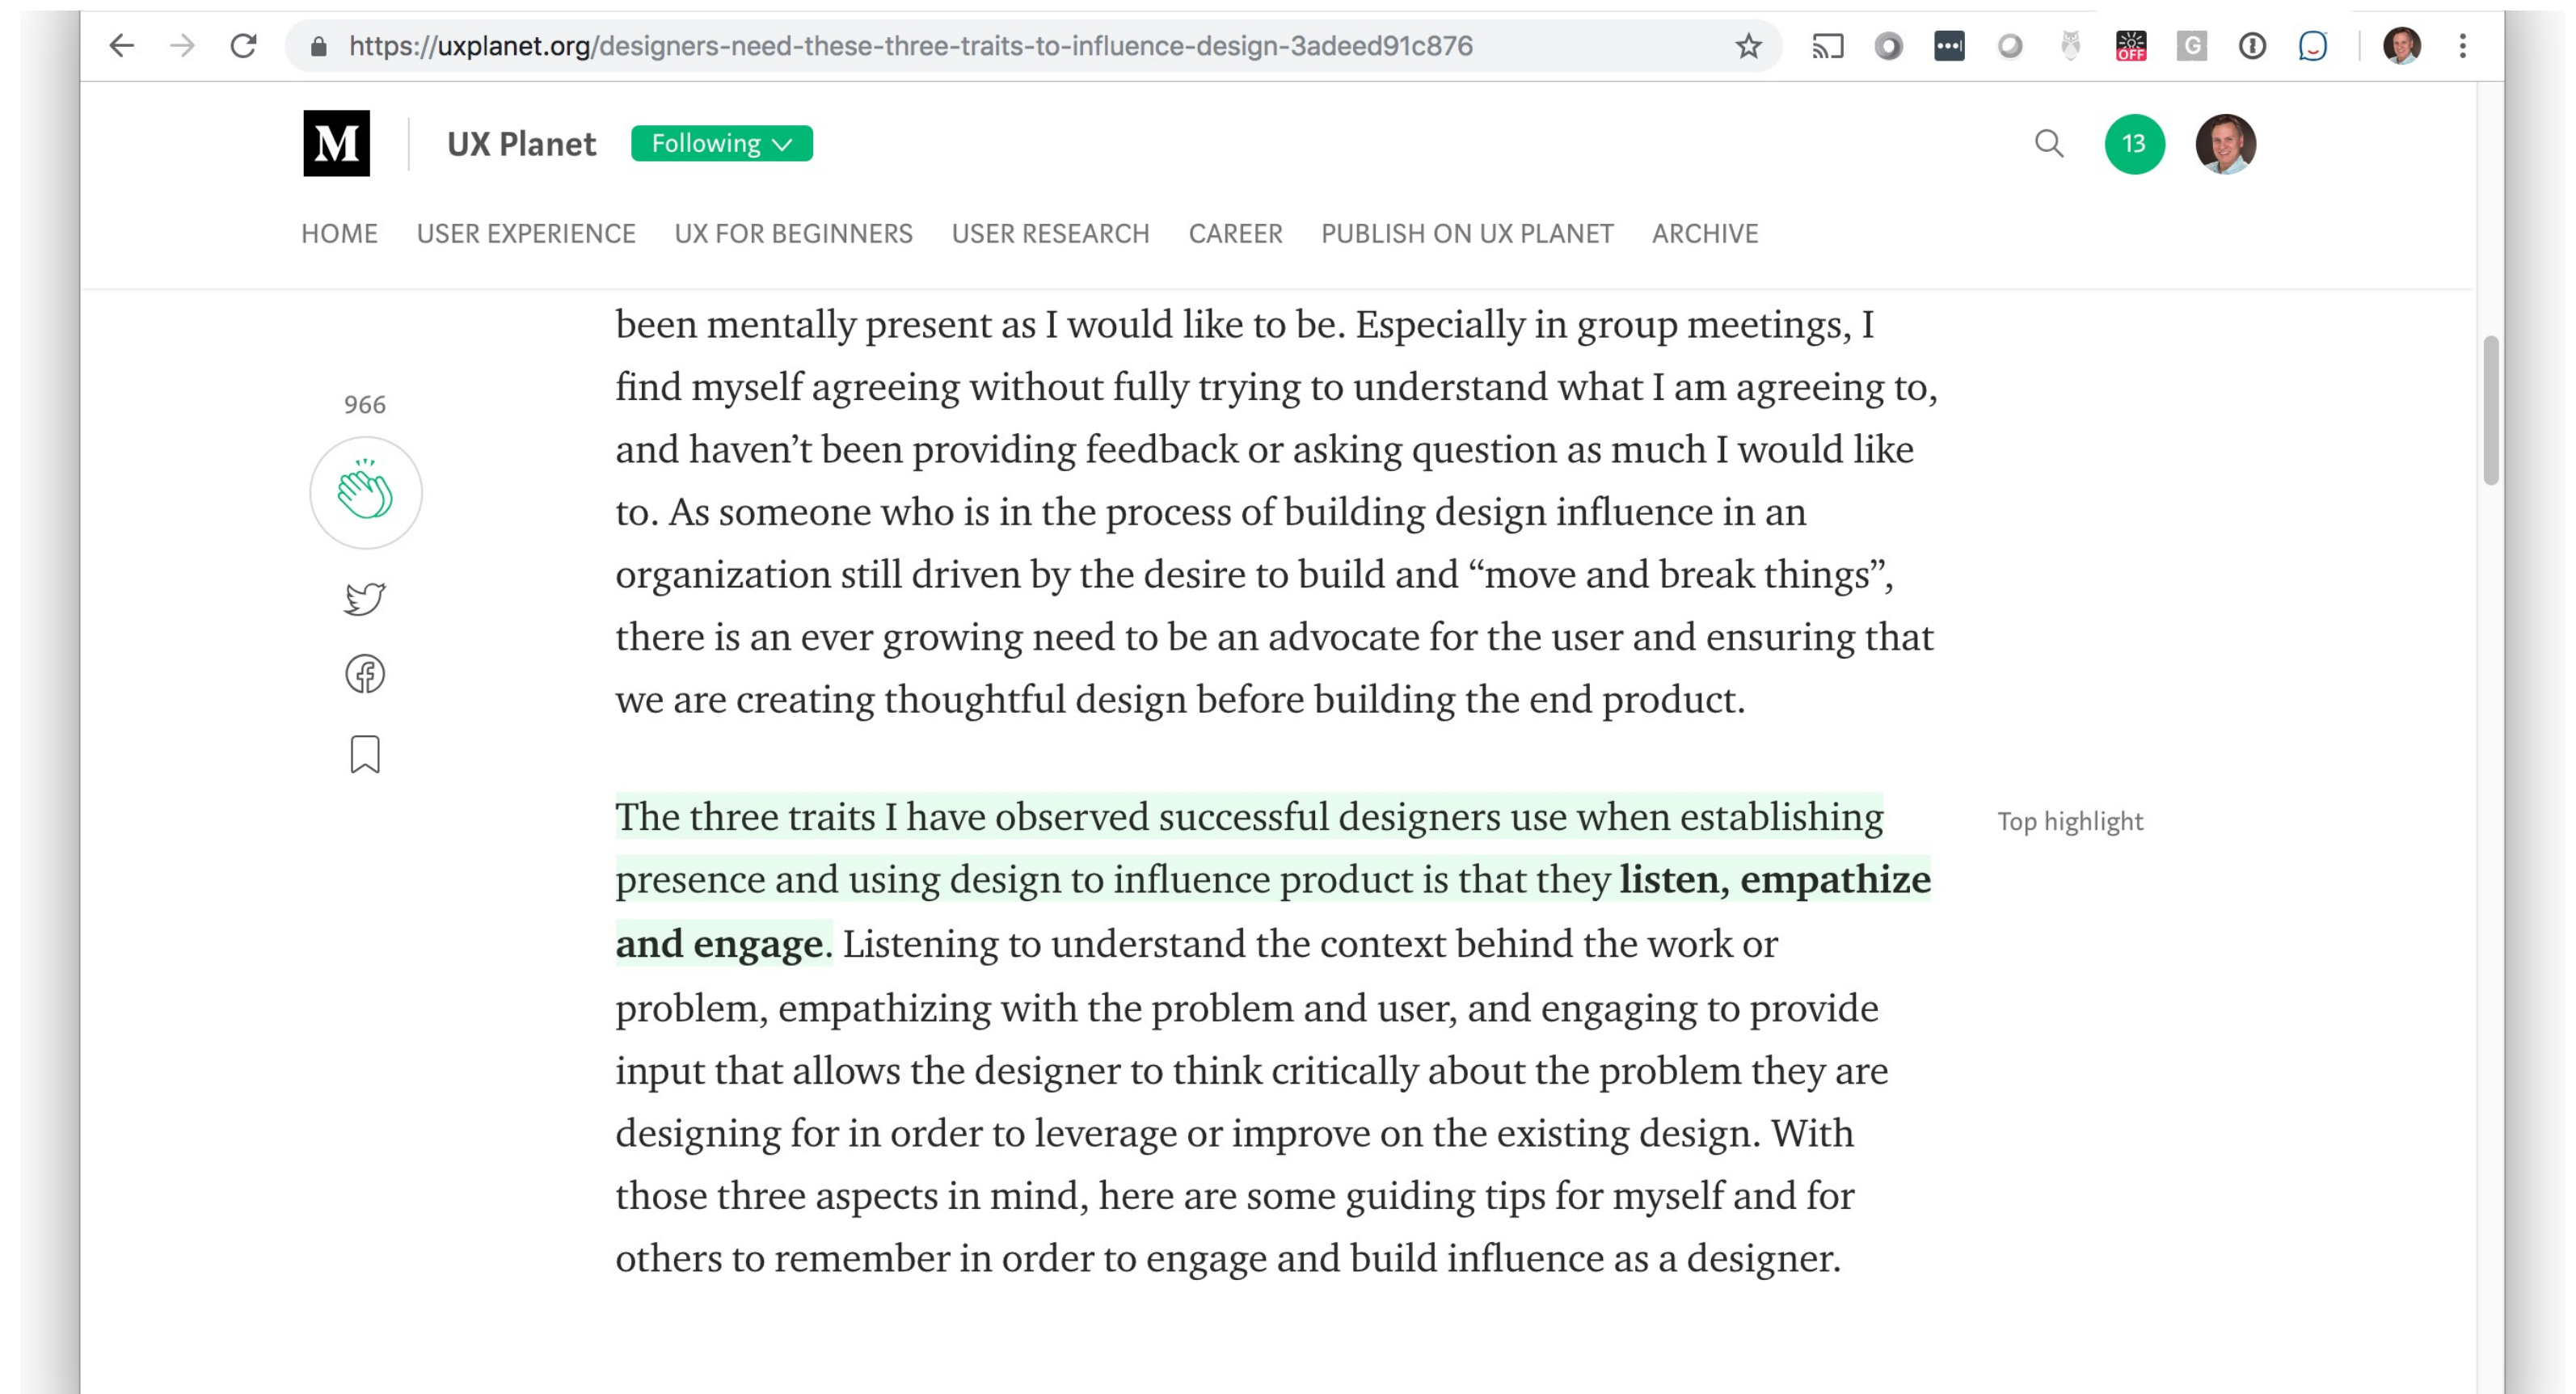 https://uxplanet.org/designers-need-these-three-traits-to-influence-design-3adeed91c876
OFF
G
M
UX Planet
Following
13
HOME USER EXPERIENCE UX FOR BEGINNERS USER RESEARCH CAREER PUBLISH ON UX PLANET ARCHIVE
been mentally present as I would like to be. Especially in group meetings, I
find myself agreeing without fully trying to understand what I am agreeing to,
and haven’t been providing feedback or asking question as much I would like
to. As someone who is in the process of building design influence in an
organization still driven by the desire to build and “move and break things”,
there is an ever growing need to be an advocate for the user and ensuring that
we are creating thoughtful design before building the end product.
966
The three traits I have observed successful designers use when establishing
presence and using design to influence product is that they listen, empathize
and engage. Listening to understand the context behind the work or
problem, empathizing with the problem and user, and engaging to provide
input that allows the designer to think critically about the problem they are
designing for in order to leverage or improve on the existing design. With
those three aspects in mind, here are some guiding tips for myself and for
others to remember in order to engage and build influence as a designer.
Top highlight